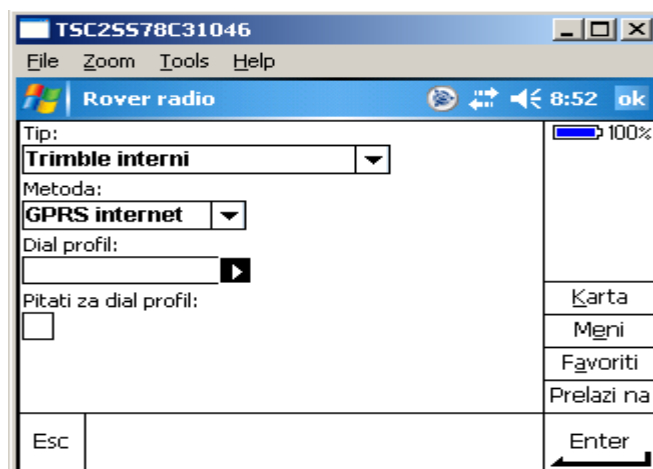 TSC2SS78C31046
File Zoom Tools Help
Rover radio 8:52 ok
Tip:
100%
Trimble interni
Metoda:
GPRS internet
Dial profil:
Pitati za dial profil:
Karta
Meni
Favoriti
Prelazi na
Esc
Enter